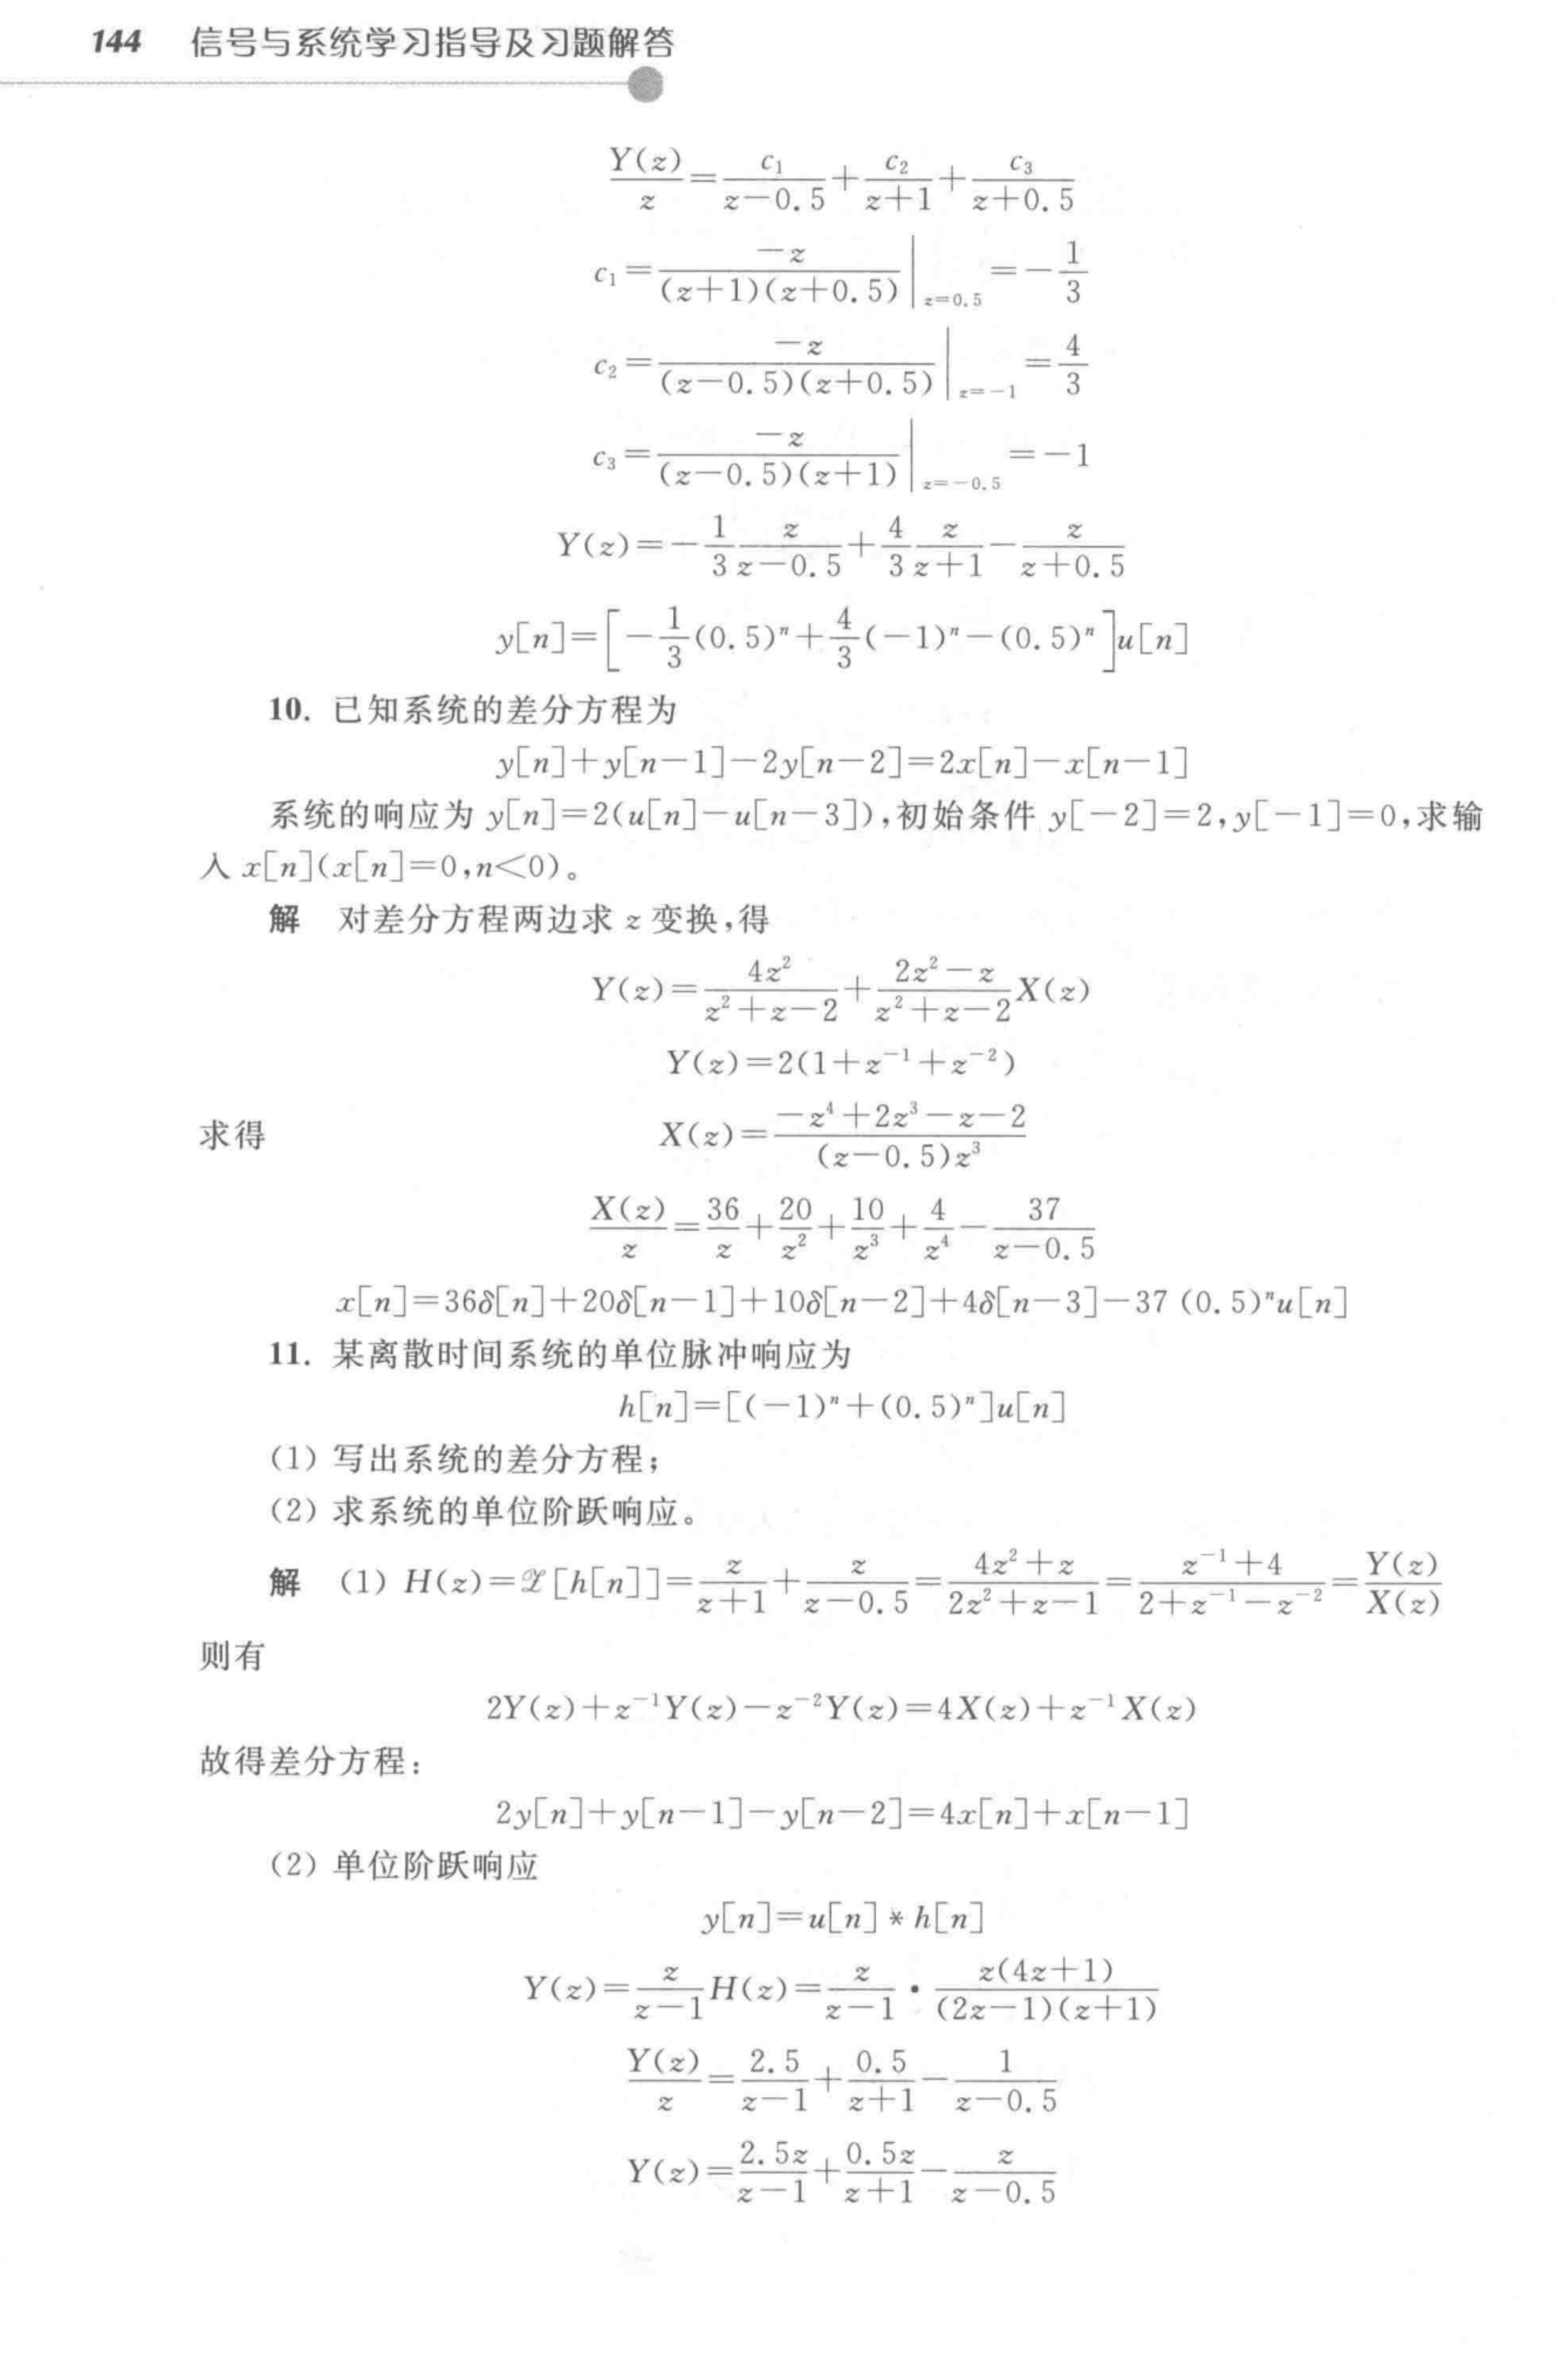 144 信号与系统学习指导及习题解答
Y(z)/z = c₁/(z−0.5) + c₂/(z+1) + c₃/(z+0.5)
c₁ = −z/((z+1)(z+0.5)) |z=0.5 = −1/3
c₂ = −z/((z−0.5)(z+0.5)) |z=−1 = 4/3
c₃ = −z/((z−0.5)(z+1)) |z=−0.5 = −1
Y(z) = −(1/3) z/(z−0.5) + (4/3) z/(z+1) − z/(z+0.5)
y[n] = [−(1/3)(0.5)ⁿ + (4/3)(−1)ⁿ − (0.5)ⁿ]u[n]
10. 已知系统的差分方程为
y[n]+y[n−1]−2y[n−2]=2x[n]−x[n−1]
系统的响应为 y[n]=2(u[n]−u[n−3]),初始条件 y[−2]=2,y[−1]=0,求输
入 x[n](x[n]=0,n<0)。
解 对差分方程两边求 z 变换,得
Y(z) = 4z²/(z²+z−2) + (2z²−z)/(z²+z−2) X(z)
Y(z)=2(1+z⁻¹+z⁻²)
求得 X(z) = (−z⁴+2z³−z−2)/((z−0.5)z³)
X(z)/z = 36/z + 20/z² + 10/z³ + 4/z⁴ − 37/(z−0.5)
x[n]=36δ[n]+20δ[n−1]+10δ[n−2]+4δ[n−3]−37 (0.5)ⁿu[n]
11. 某离散时间系统的单位脉冲响应为
h[n]=[(−1)ⁿ+(0.5)ⁿ]u[n]
(1) 写出系统的差分方程;
(2) 求系统的单位阶跃响应。
解 (1) H(z)=𝒵[h[n]] = z/(z+1) + z/(z−0.5) = (4z²+z)/(2z²+z−1) = (z⁻¹+4)/(2+z⁻¹−z⁻²) = Y(z)/X(z)
则有
2Y(z)+z⁻¹Y(z)−z⁻²Y(z)=4X(z)+z⁻¹X(z)
故得差分方程:
2y[n]+y[n−1]−y[n−2]=4x[n]+x[n−1]
(2) 单位阶跃响应
y[n]=u[n] * h[n]
Y(z) = z/(z−1) H(z) = z/(z−1) · z(4z+1)/((2z−1)(z+1))
Y(z)/z = 2.5/(z−1) + 0.5/(z+1) − 1/(z−0.5)
Y(z) = 2.5z/(z−1) + 0.5z/(z+1) − z/(z−0.5)